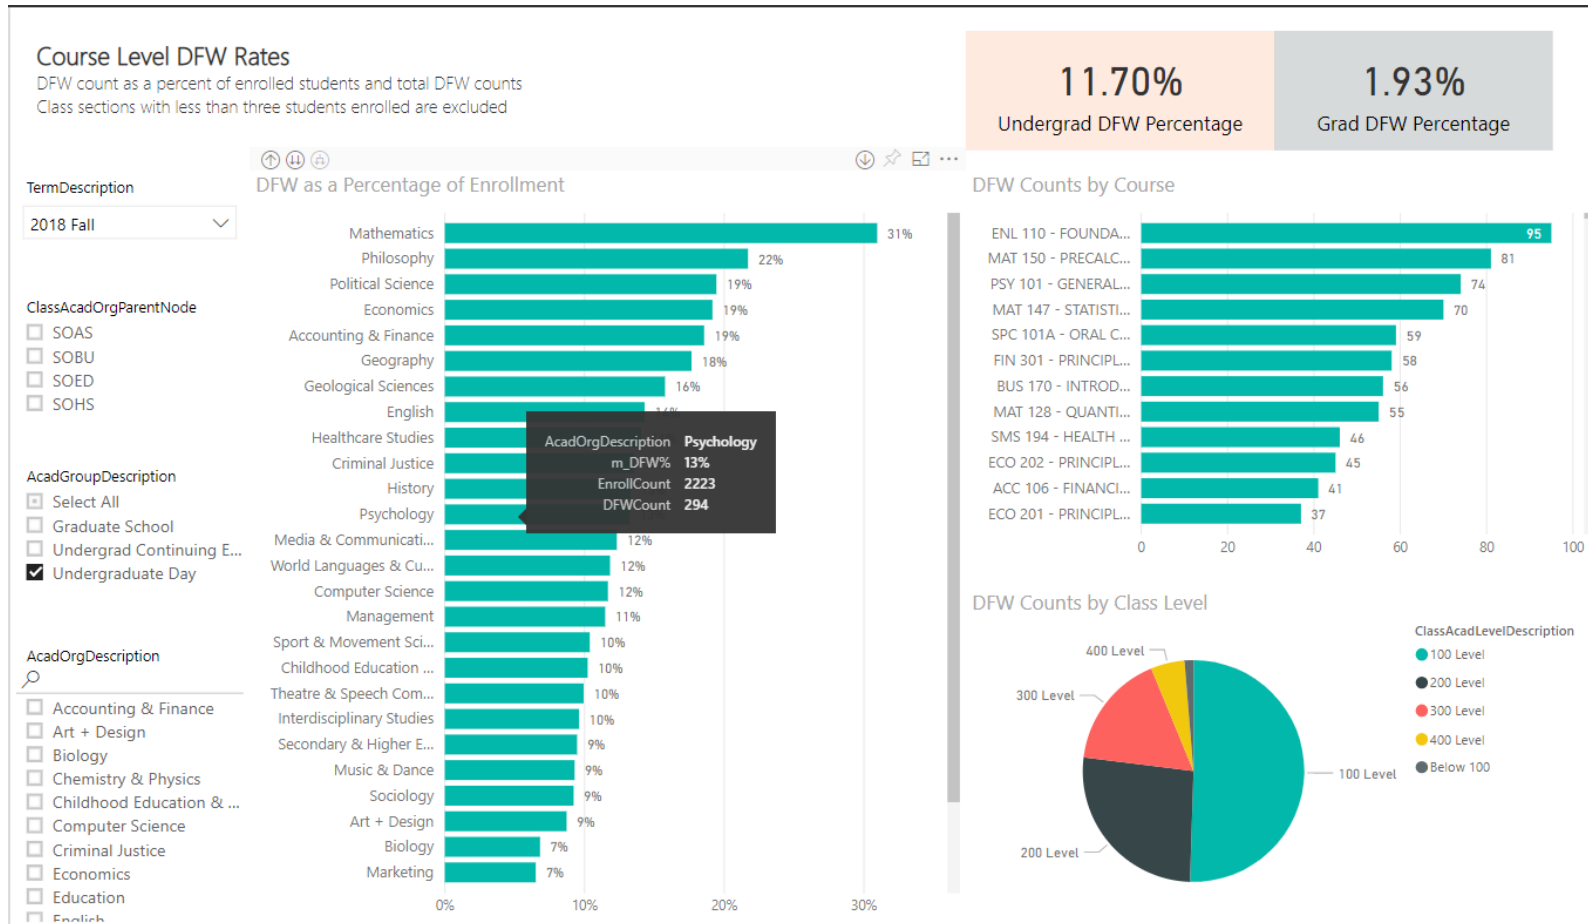 Course Level DFW Rates
DFW count as a percent of enrolled students and total DFW counts
Class sections with less than three students enrolled are excluded
11.70%
Undergrad DFW Percentage
1.93%
Grad DFW Percentage
TermDescription
2018 Fall
ClassAcadOrgParentNode
SOAS
SOBU
SOED
SOHS
AcadGroupDescription
Select All
Graduate School
Undergrad Continuing E...
Undergraduate Day
AcadOrgDescription
Accounting & Finance
Art + Design
Biology
Chemistry & Physics
Childhood Education & ...
Computer Science
Criminal Justice
Economics
Education
English
DFW as a Percentage of Enrollment
Mathematics 31%
Philosophy 22%
Political Science 19%
Economics 19%
Accounting & Finance 19%
Geography 18%
Geological Sciences 16%
English 14%
Healthcare Studies
Criminal Justice
History
Psychology
Media & Communicati... 12%
World Languages & Cu... 12%
Computer Science 12%
Management 11%
Sport & Movement Sci... 10%
Childhood Education ... 10%
Theatre & Speech Com... 10%
Interdisciplinary Studies 10%
Secondary & Higher E... 9%
Music & Dance 9%
Sociology 9%
Art + Design 9%
Biology 7%
Marketing 7%
0% 10% 20% 30%
AcadOrgDescription Psychology
m_DFW% 13%
EnrollCount 2223
DFWCount 294
DFW Counts by Course
ENL 110 - FOUNDA... 95
MAT 150 - PRECALC... 81
PSY 101 - GENERAL... 74
MAT 147 - STATISTI... 70
SPC 101A - ORAL C... 59
FIN 301 - PRINCIPL... 58
BUS 170 - INTROD... 56
MAT 128 - QUANTI... 55
SMS 194 - HEALTH ... 46
ECO 202 - PRINCIPL... 45
ACC 106 - FINANCI... 41
ECO 201 - PRINCIPL... 37
0 20 40 60 80 100
DFW Counts by Class Level
400 Level
300 Level
200 Level
100 Level
ClassAcadLevelDescription
100 Level
200 Level
300 Level
400 Level
Below 100